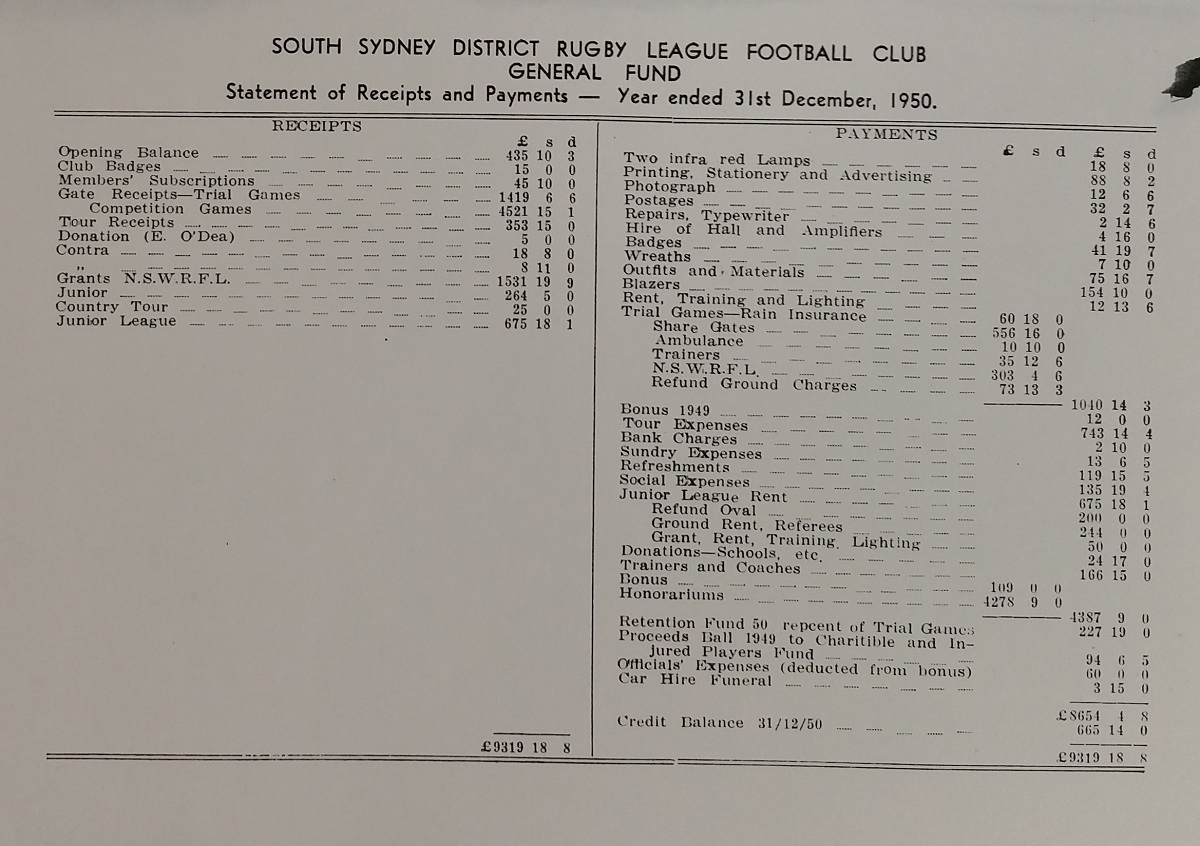 SOUTH SYDNEY DISTRICT RUGBY LEAGUE FOOTBALL CLUB
GENERAL FUND
Statement of Receipts and Payments — Year ended 31st December, 1950.
RECEIPTS
£ s d
Opening Balance 435 10 3
Club Badges 15 0 0
Members' Subscriptions 45 10 0
Gate Receipts—Trial Games 1419 6 6
Competition Games 4521 15 1
Tour Receipts 353 15 0
Donation (E. O'Dea) 5 0 0
Contra 18 8 0
" 8 11 0
Grants N.S.W.R.F.L. 1531 19 9
Junior 264 5 0
Country Tour 25 0 0
Junior League 675 18 1
£9319 18 8
PAYMENTS
£ s d £ s d
Two infra red Lamps 18 8 0
Printing, Stationery and Advertising 88 8 2
Photograph 12 6 6
Postages 32 2 7
Repairs, Typewriter 2 14 6
Hire of Hall and Amplifiers 4 16 0
Badges 41 19 7
Wreaths 7 10 0
Outfits and Materials 75 16 7
Blazers 154 10 0
Rent, Training and Lighting 12 13 6
Trial Games—Rain Insurance 60 18 0
Share Gates 556 16 0
Ambulance 10 10 0
Trainers 35 12 6
N.S.W.R.F.L. 303 4 6
Refund Ground Charges 73 13 3
1040 14 3
Bonus 1949 12 0 0
Tour Expenses 743 14 4
Bank Charges 2 10 0
Sundry Expenses 13 6 5
Refreshments 119 15 5
Social Expenses 135 19 4
Junior League Rent 675 18 1
Refund Oval 200 0 0
Ground Rent, Referees 244 0 0
Grant, Rent, Training, Lighting 50 0 0
Donations—Schools, etc. 24 17 0
Trainers and Coaches 166 15 0
Bonus 109 0 0
Honorariums 4278 9 0
4387 9 0
Retention Fund 50 repcent of Trial Games 227 19 0
Proceeds Ball 1949 to Charitible and In-
jured Players Fund 94 6 5
Officials' Expenses (deducted from bonus) 60 0 0
Car Hire Funeral 3 15 0
£8654 4 8
Credit Balance 31/12/50 665 14 0
£9319 18 8